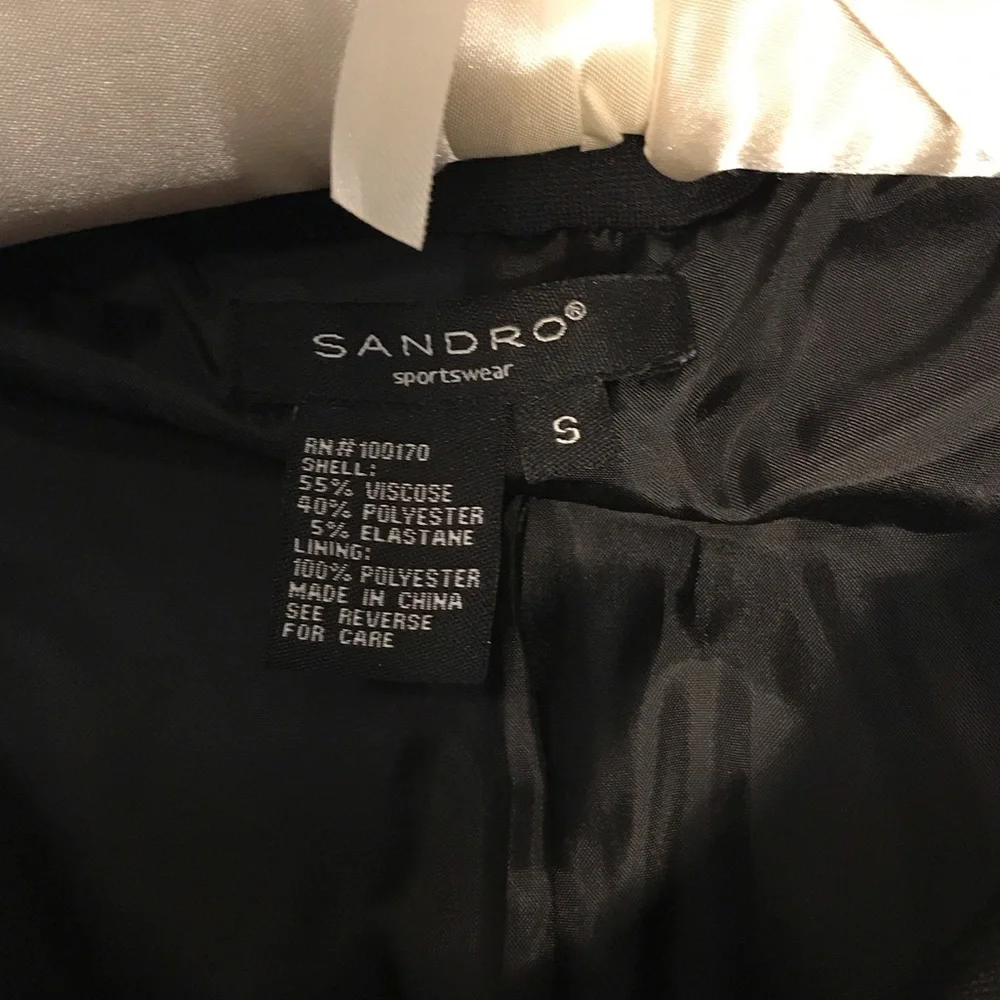 SANDRO®
sportswear
S
RN#100170
SHELL:
55% VISCOSE
40% POLYESTER
5% ELASTANE
LINING:
100% POLYESTER
MADE IN CHINA
SEE REVERSE
FOR CARE